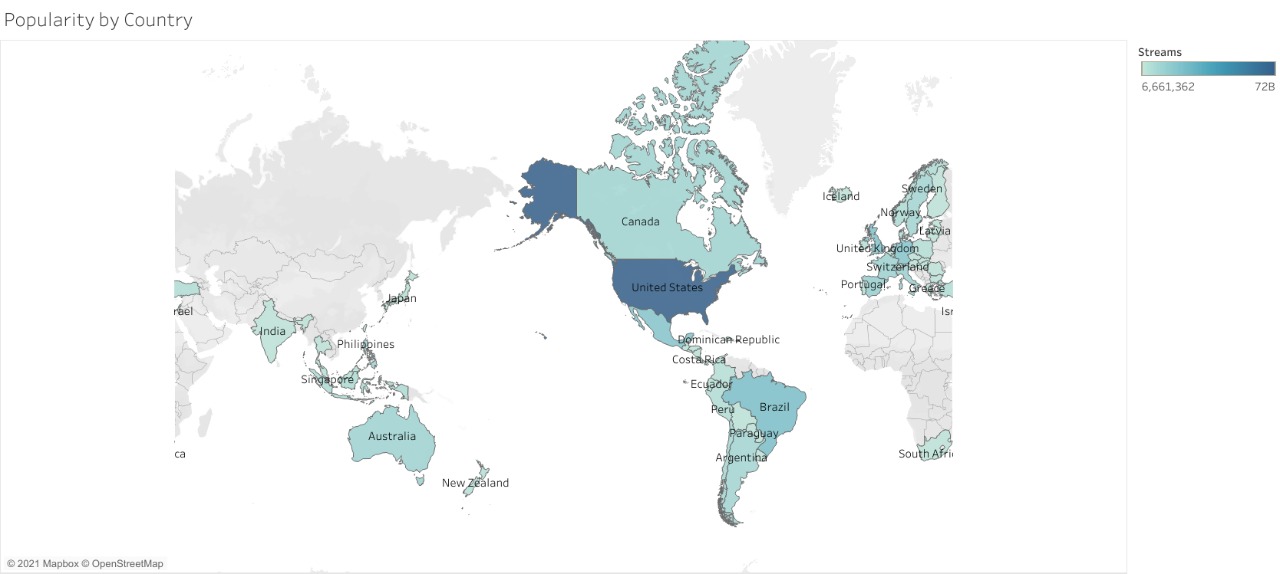 Popularity by Country
Streams
6,661,362 72B
Iceland
Sweden
Norway
Canada
Latvia
United Kingdom
Switzerland
Portugal
United States
Greece
Japan
rael
Isr
India
Dominican Republic
Philippines
Costa Rica
Singapore
Ecuador
Peru
Brazil
Paraguay
Australia
ca
Argentina
South Afri
New Zealand
© 2021 Mapbox © OpenStreetMap